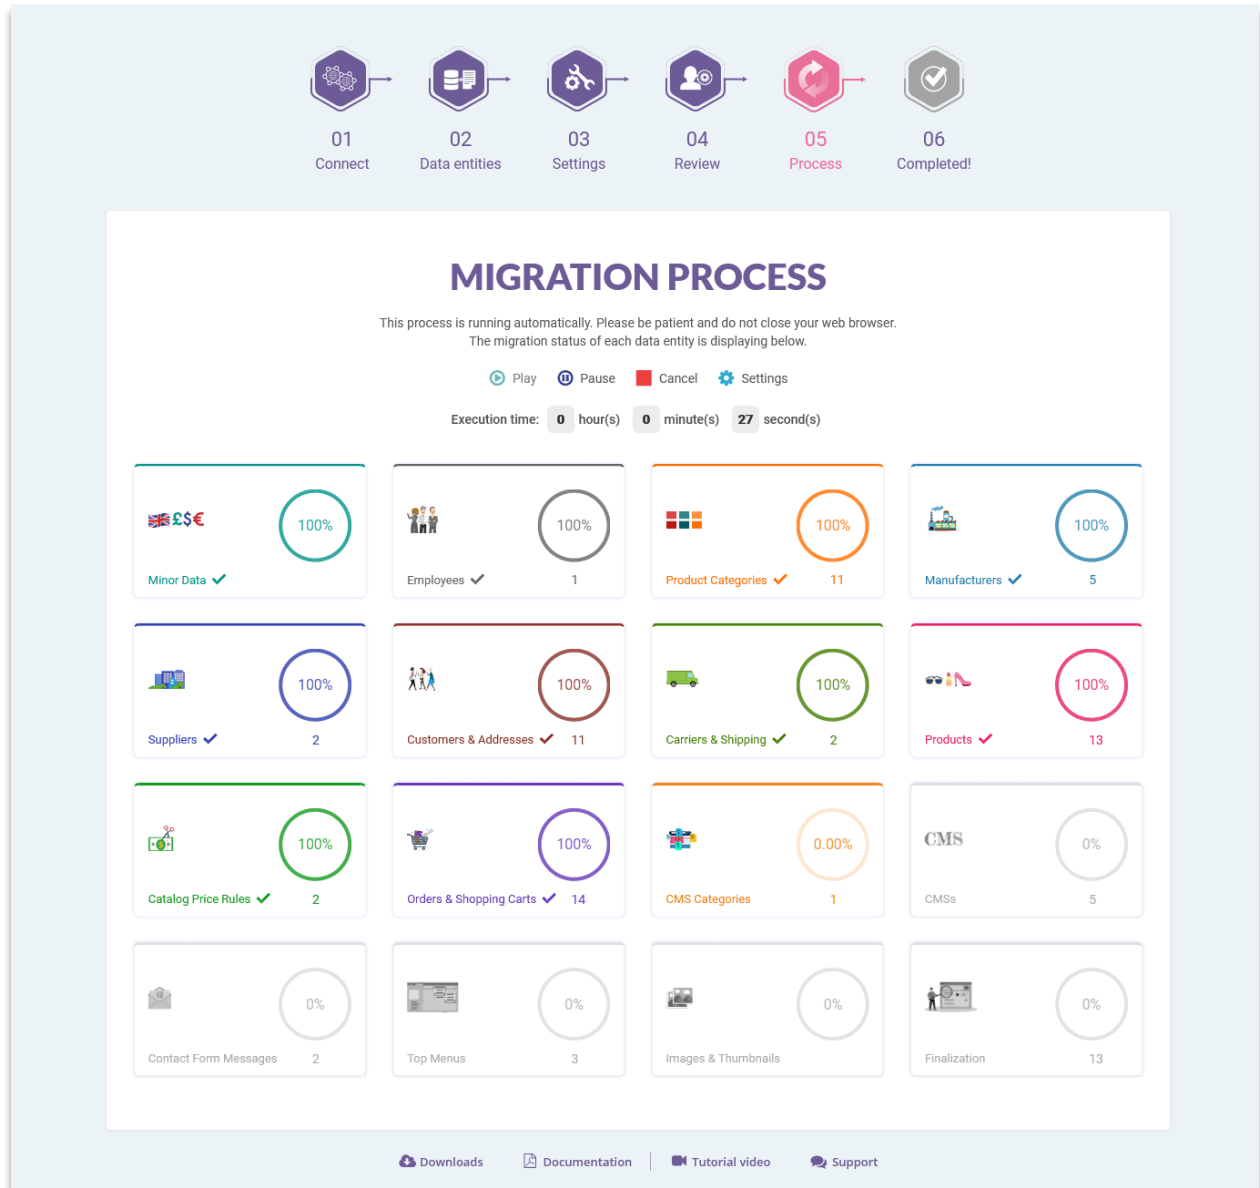 01 02 03 04 05 06
Connect Data entities Settings Review Process Completed!
MIGRATION PROCESS
This process is running automatically. Please be patient and do not close your web browser.
The migration status of each data entity is displaying below.
Play Pause Cancel Settings
Execution time: 0 hour(s) 0 minute(s) 27 second(s)
£$€ 100% 100% 100% 100%
Minor Data Employees 1 Product Categories 11 Manufacturers 5
100% 100% 100% 100%
Suppliers 2 Customers & Addresses 11 Carriers & Shipping 2 Products 13
100% 100% 0.00% CMS 0%
Catalog Price Rules 2 Orders & Shopping Carts 14 CMS Categories 1 CMSs 5
0% 0% 0% 0%
Contact Form Messages 2 Top Menus 3 Images & Thumbnails Finalization 13
Downloads Documentation Tutorial video Support